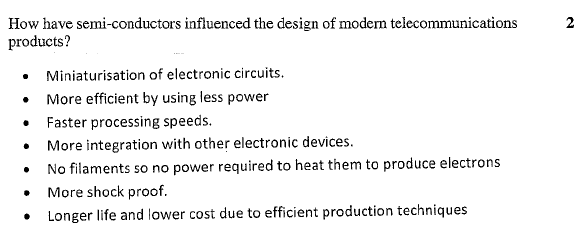 How have semi-conductors influenced the design of modern telecommunications 2
products?
• Miniaturisation of electronic circuits.
• More efficient by using less power
• Faster processing speeds.
• More integration with other electronic devices.
• No filaments so no power required to heat them to produce electrons
• More shock proof.
• Longer life and lower cost due to efficient production techniques